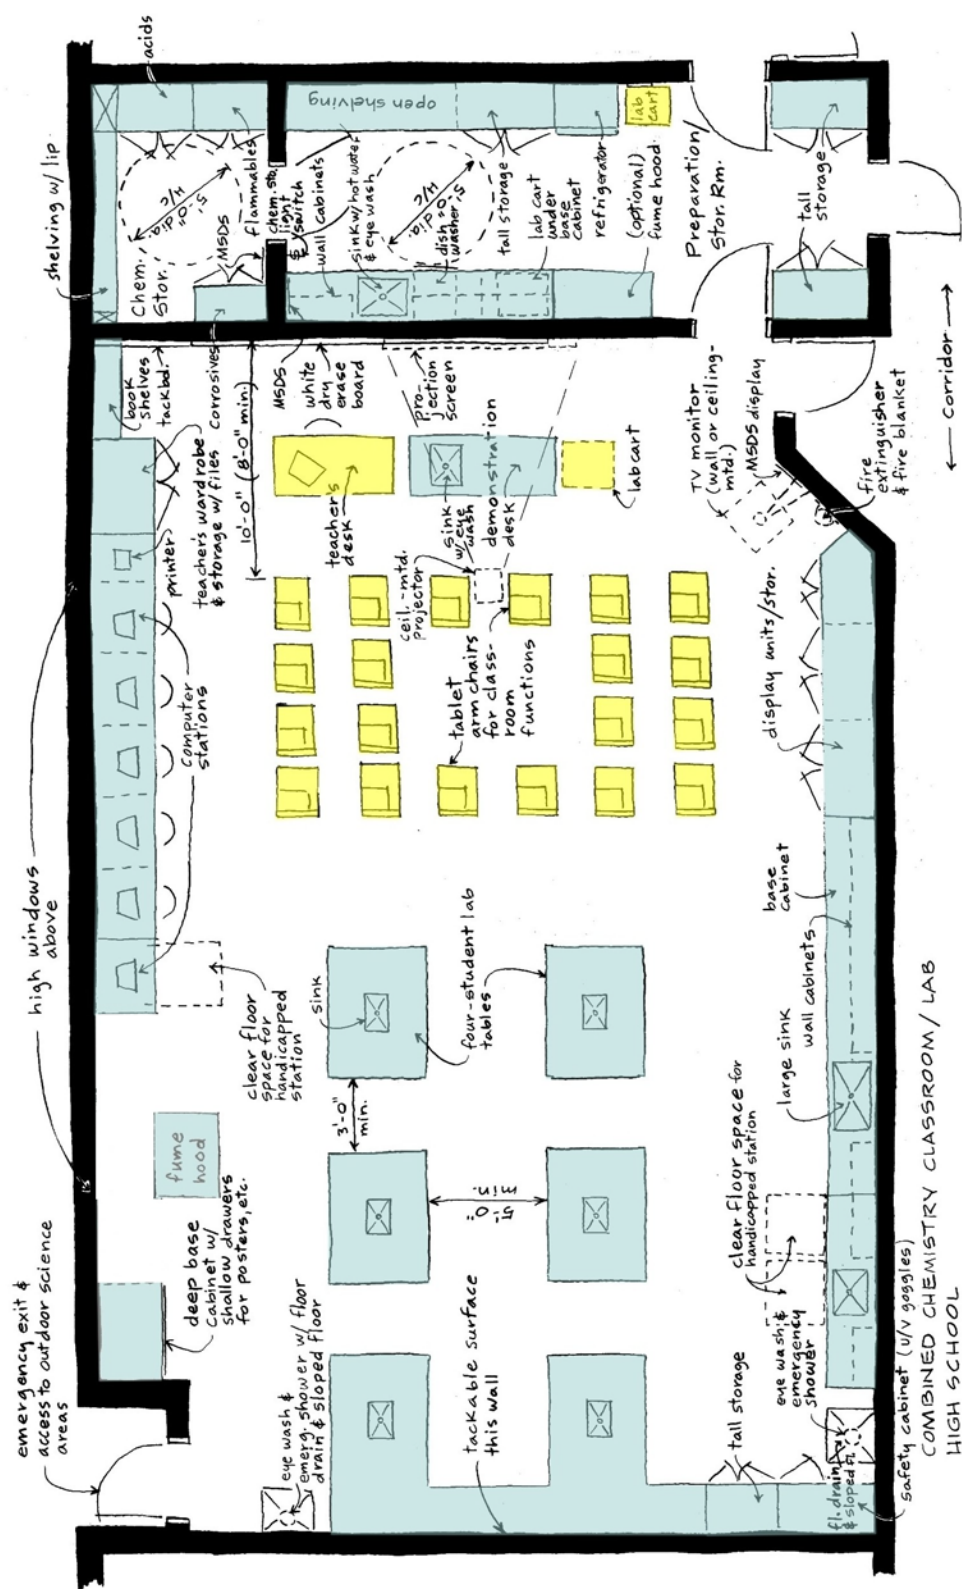 acids
shelving w/ lip
Chem.
Stor.
5'-0" dia.
H/C
MSDS
flammables
corrosives
chem. sto.
light
switch
open shelving
wall cabinets
sink w/ hot water
& eye wash
5'-0" dia.
H/C
dish-
washer
tall storage
lab cart
under
base
cabinet
refrigerator
lab
cart
(optional)
fume hood
Preparation/
Stor. Rm.
tall
storage
MSDS
white
dry
erase
board
pro-
jection
screen
book
shelves
tackbd.
teacher's wardrobe
& storage w/ files
printer
10'-0" (8'-0" min.)
teacher's
desk
sink
w/ eye
wash
demonstration
desk
lab cart
TV monitor
(wall or ceiling-
mtd.)
MSDS display
fire
extinguisher
& fire blanket
← Corridor →
computer
stations
ceil.-mtd.
projector
tablet
arm chairs
for class-
room
functions
display units/stor.
high windows
above
clear floor
space for
handicapped
station
sink
four-student lab
tables
base
cabinet
wall cabinets
large sink
3'-0"
min.
5'-0"
min.
fume
hood
deep base
cabinet w/
shallow drawers
for posters, etc.
clear floor space for
handicapped station
emergency exit &
access to outdoor science
areas
eye wash &
emerg. shower w/ floor
drain & sloped floor
tackable surface
this wall
tall storage
eye wash &
emergency
shower
fl. drain
& sloped fl.
safety cabinet (u/v goggles)
COMBINED CHEMISTRY CLASSROOM / LAB
HIGH SCHOOL